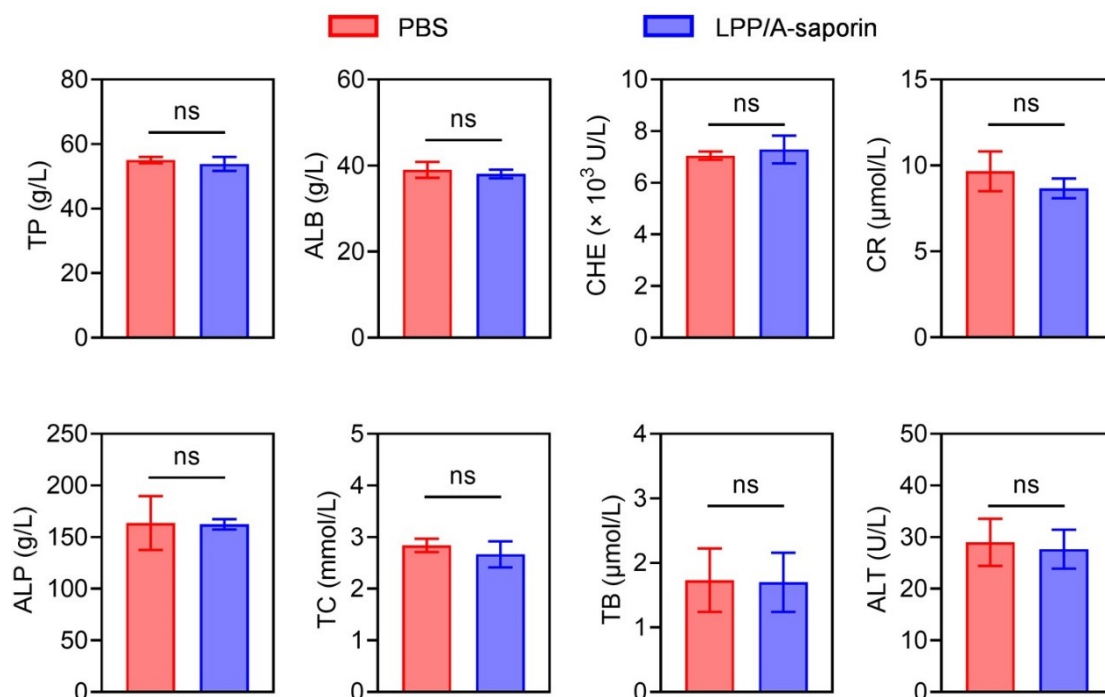 PBS
LPP/A-saporin
TP (g/L)
80
60
40
20
0
ns
ALB (g/L)
60
40
20
0
ns
CHE (× 10³ U/L)
10
8
6
4
2
0
ns
CR (μmol/L)
15
10
5
0
ns
ALP (g/L)
250
200
150
100
50
0
ns
TC (mmol/L)
5
4
3
2
1
0
ns
TB (μmol/L)
4
3
2
1
0
ns
ALT (U/L)
50
40
30
20
10
0
ns